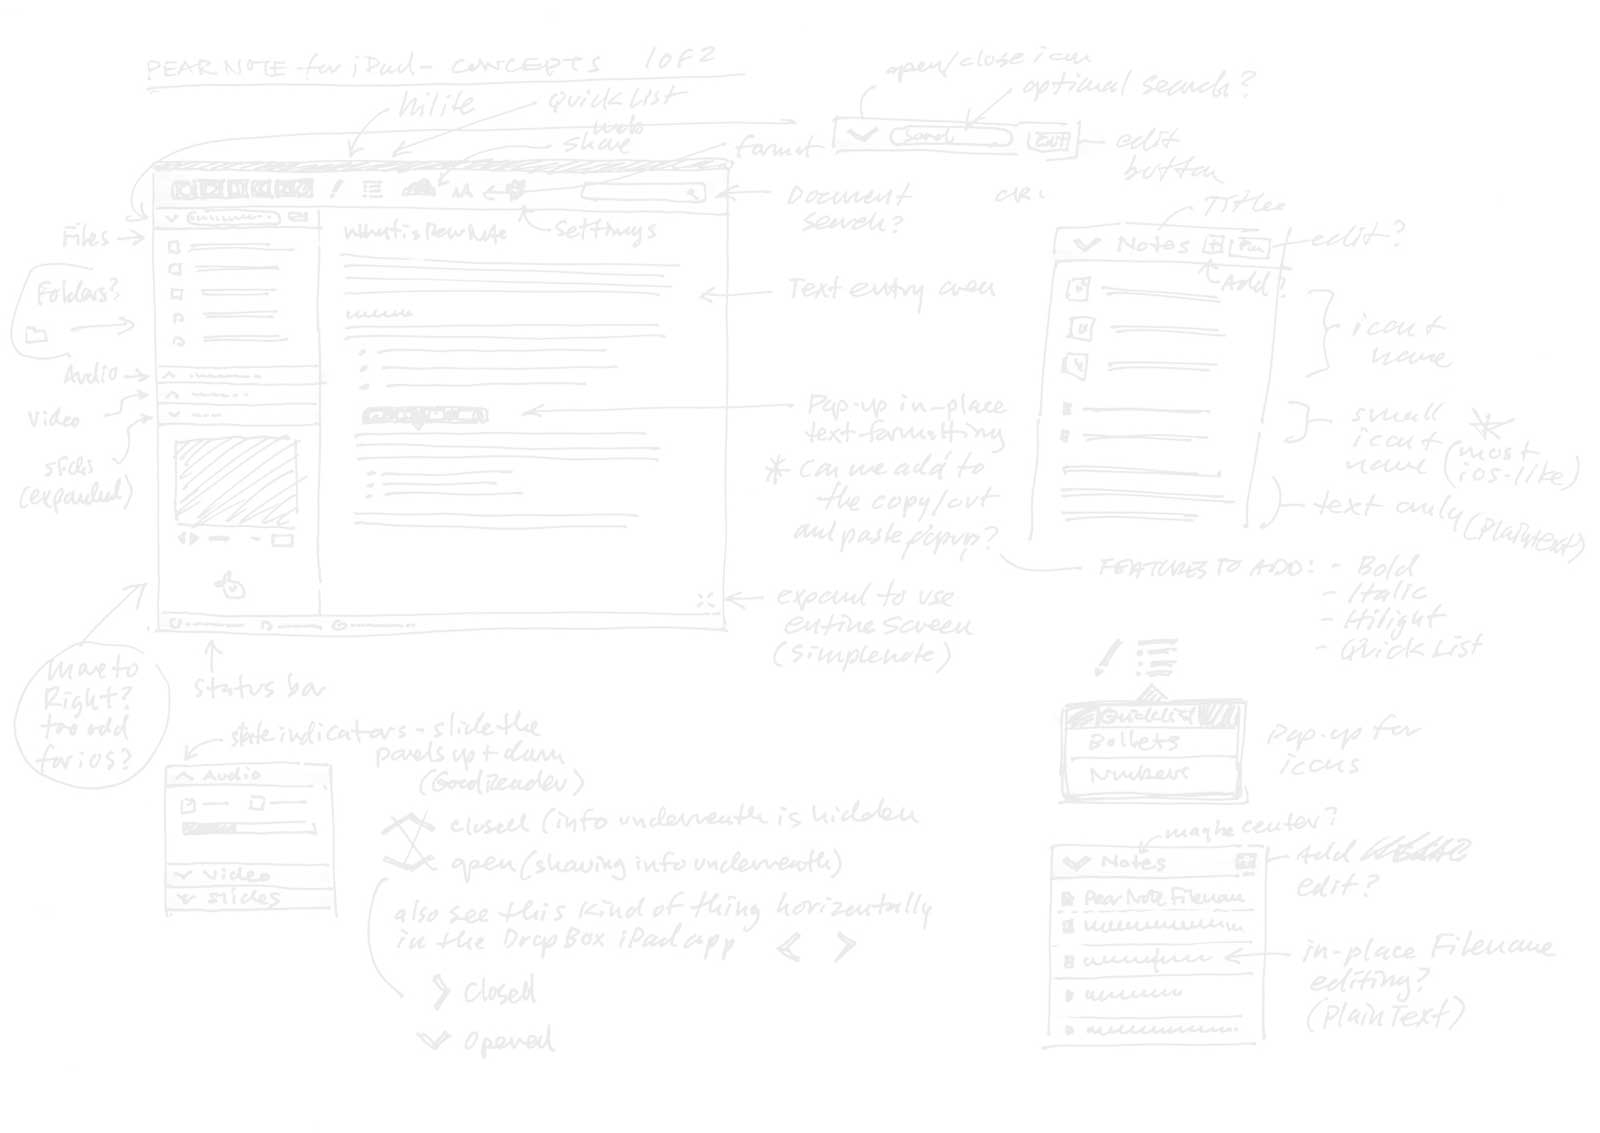 PEAR NOTE for iPad - CONCEPTS 1 OF 2
hilite
QUICK LIST
share
format
open/close icon
optional search?
Search
Edit
edit
button
Document
search?
OR:
Files
What is Pear Note
Settings
Folders?
Text entry area
Audio
Video
slides
(expanded)
Pop-up in-place
text-formatting
* Can we add to
the copy/cut
and paste popup?
expand to use
entire screen
(Simplenote)
Status bar
Move to
Right?
too odd
for iOS?
Titles
Notes
edit?
Add?
icon +
name
small
icon +
name
(most
ios-like)
text only (Plaintext)
FEATURES TO ADD: - Bold
- Italic
- Hilight
- Quick List
Quicklist
Bullets
Numbers
Pop-up for
icons
state indicators - slide the
panels up + down
(GoodReader)
Audio
Video
Slides
closed (info underneath is hidden
open (showing info underneath)
also see this kind of thing horizontally
in the DropBox iPad app < >
> Closed
Opened
maybe center?
Notes
Add
edit?
Pear Note Filenam
in-place Filename
editing?
(PlainText)